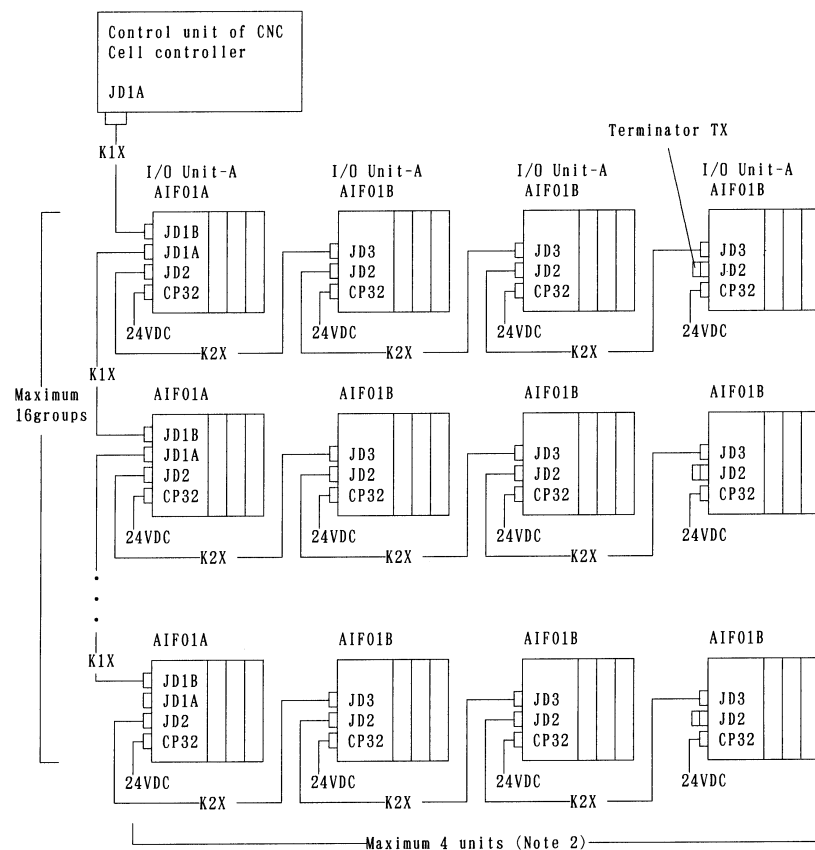 Control unit of CNC
Cell controller
JD1A
Terminator TX
K1X
I/O Unit-A I/O Unit-A I/O Unit-A I/O Unit-A
AIF01A AIF01B AIF01B AIF01B
JD1B
JD1A JD3 JD3 JD3
JD2 JD2 JD2 JD2
CP32 CP32 CP32 CP32
24VDC 24VDC 24VDC 24VDC
K2X K2X K2X
K1X
Maximum
16groups
AIF01A AIF01B AIF01B AIF01B
JD1B
JD1A JD3 JD3 JD3
JD2 JD2 JD2 JD2
CP32 CP32 CP32 CP32
24VDC 24VDC 24VDC 24VDC
K2X K2X K2X
AIF01A AIF01B AIF01B AIF01B
K1X
JD1B
JD1A JD3 JD3 JD3
JD2 JD2 JD2 JD2
CP32 CP32 CP32 CP32
24VDC 24VDC 24VDC 24VDC
K2X K2X K2X
Maximum 4 units (Note 2)